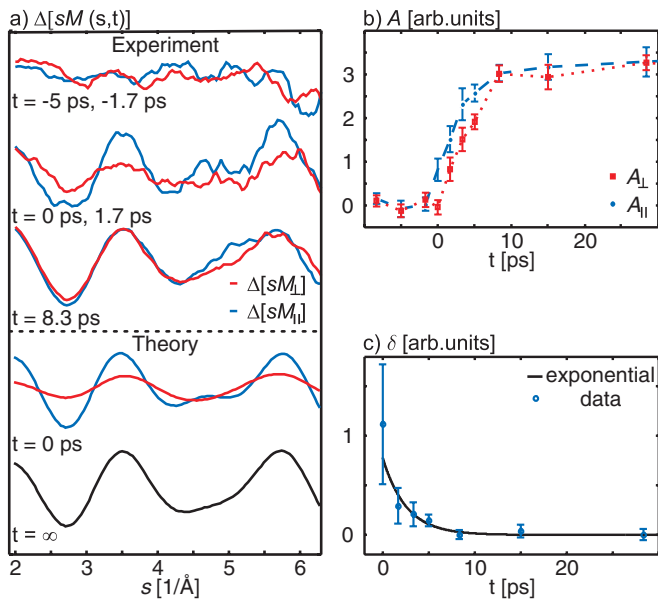 a) Δ[sM (s,t)]
Experiment
t = -5 ps, -1.7 ps
t = 0 ps, 1.7 ps
Δ[sM⊥]
Δ[sM||]
t = 8.3 ps
Theory
t = 0 ps
t = ∞
2 3 4 5 6
s [1/Å]
b) A [arb.units]
3
2
1
0
A⊥
A||
0 10 20
t [ps]
c) δ [arb.units]
exponential
data
1
0
0 10 20
t [ps]